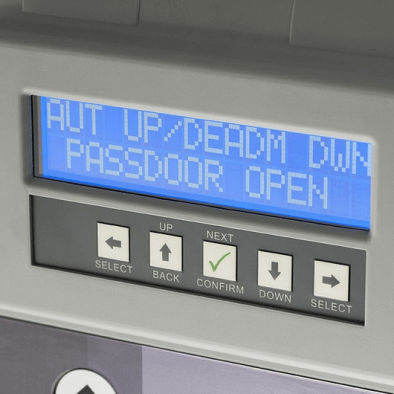 AUT UP/DEADM DWN
PASSDOOR OPEN
UP NEXT
SELECT BACK CONFIRM DOWN SELECT